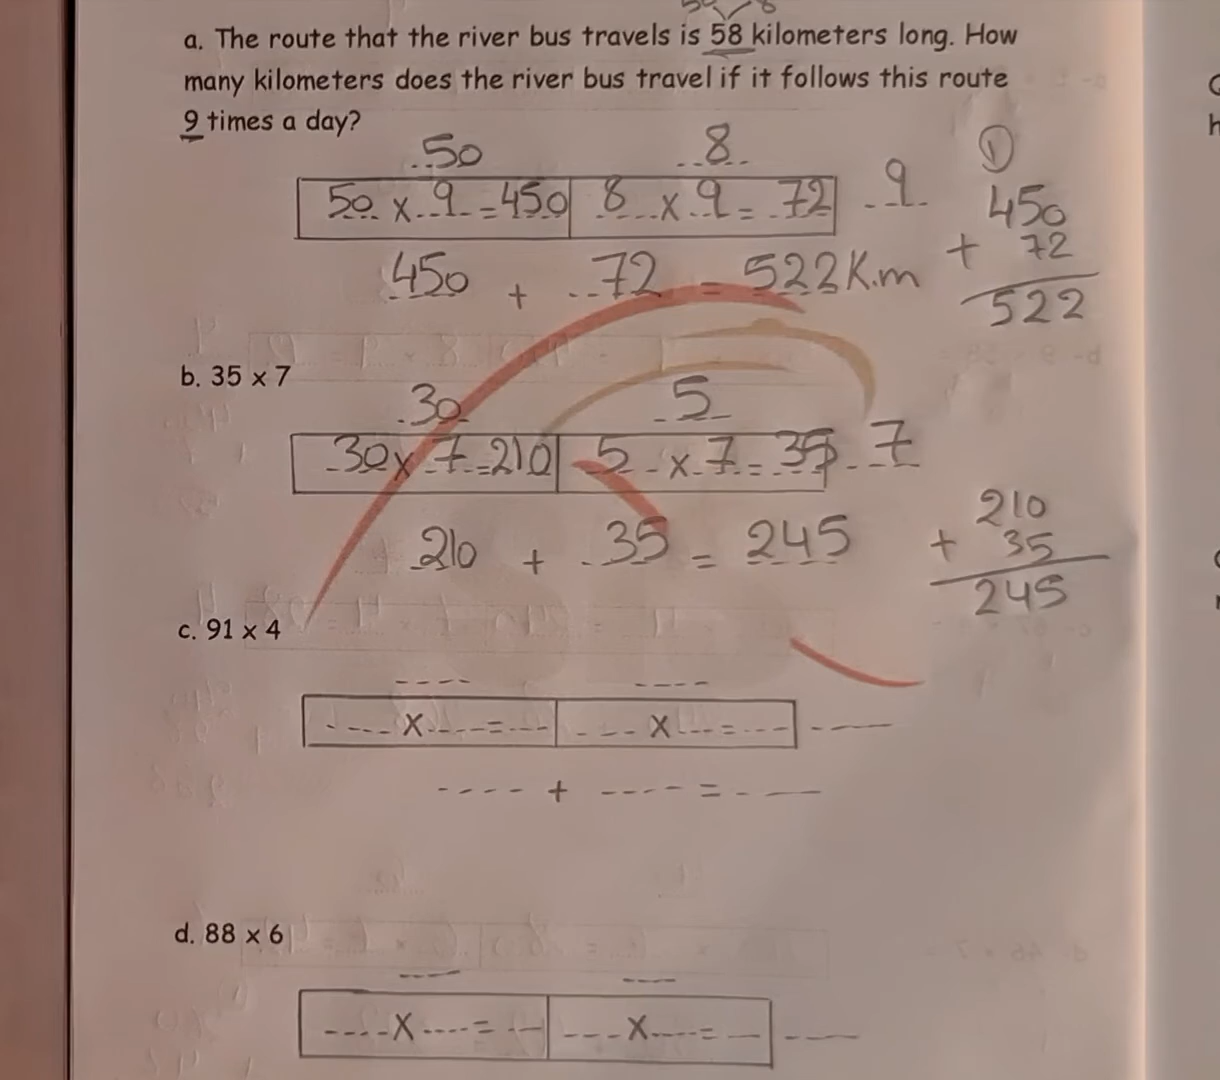 a. The route that the river bus travels is 58 kilometers long. How
many kilometers does the river bus travel if it follows this route
9 times a day?
50 8
50 x 9 = 450 8 x 9 = 72 9
450 + 72 = 522 K.m
1
450
+ 72
522
b. 35 x 7
30 5
30 x 7 = 210 5 x 7 = 35 7
210 + 35 = 245
210
+ 35
245
c. 91 x 4
x = x =
+ =
d. 88 x 6
x = x =